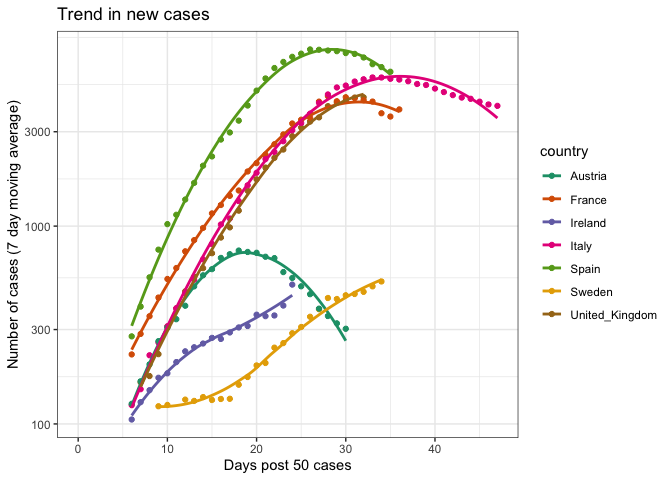 Trend in new cases
Number of cases (7 day moving average)
3000
1000
300
100
0
10
20
30
40
Days post 50 cases
country
Austria
France
Ireland
Italy
Spain
Sweden
United_Kingdom